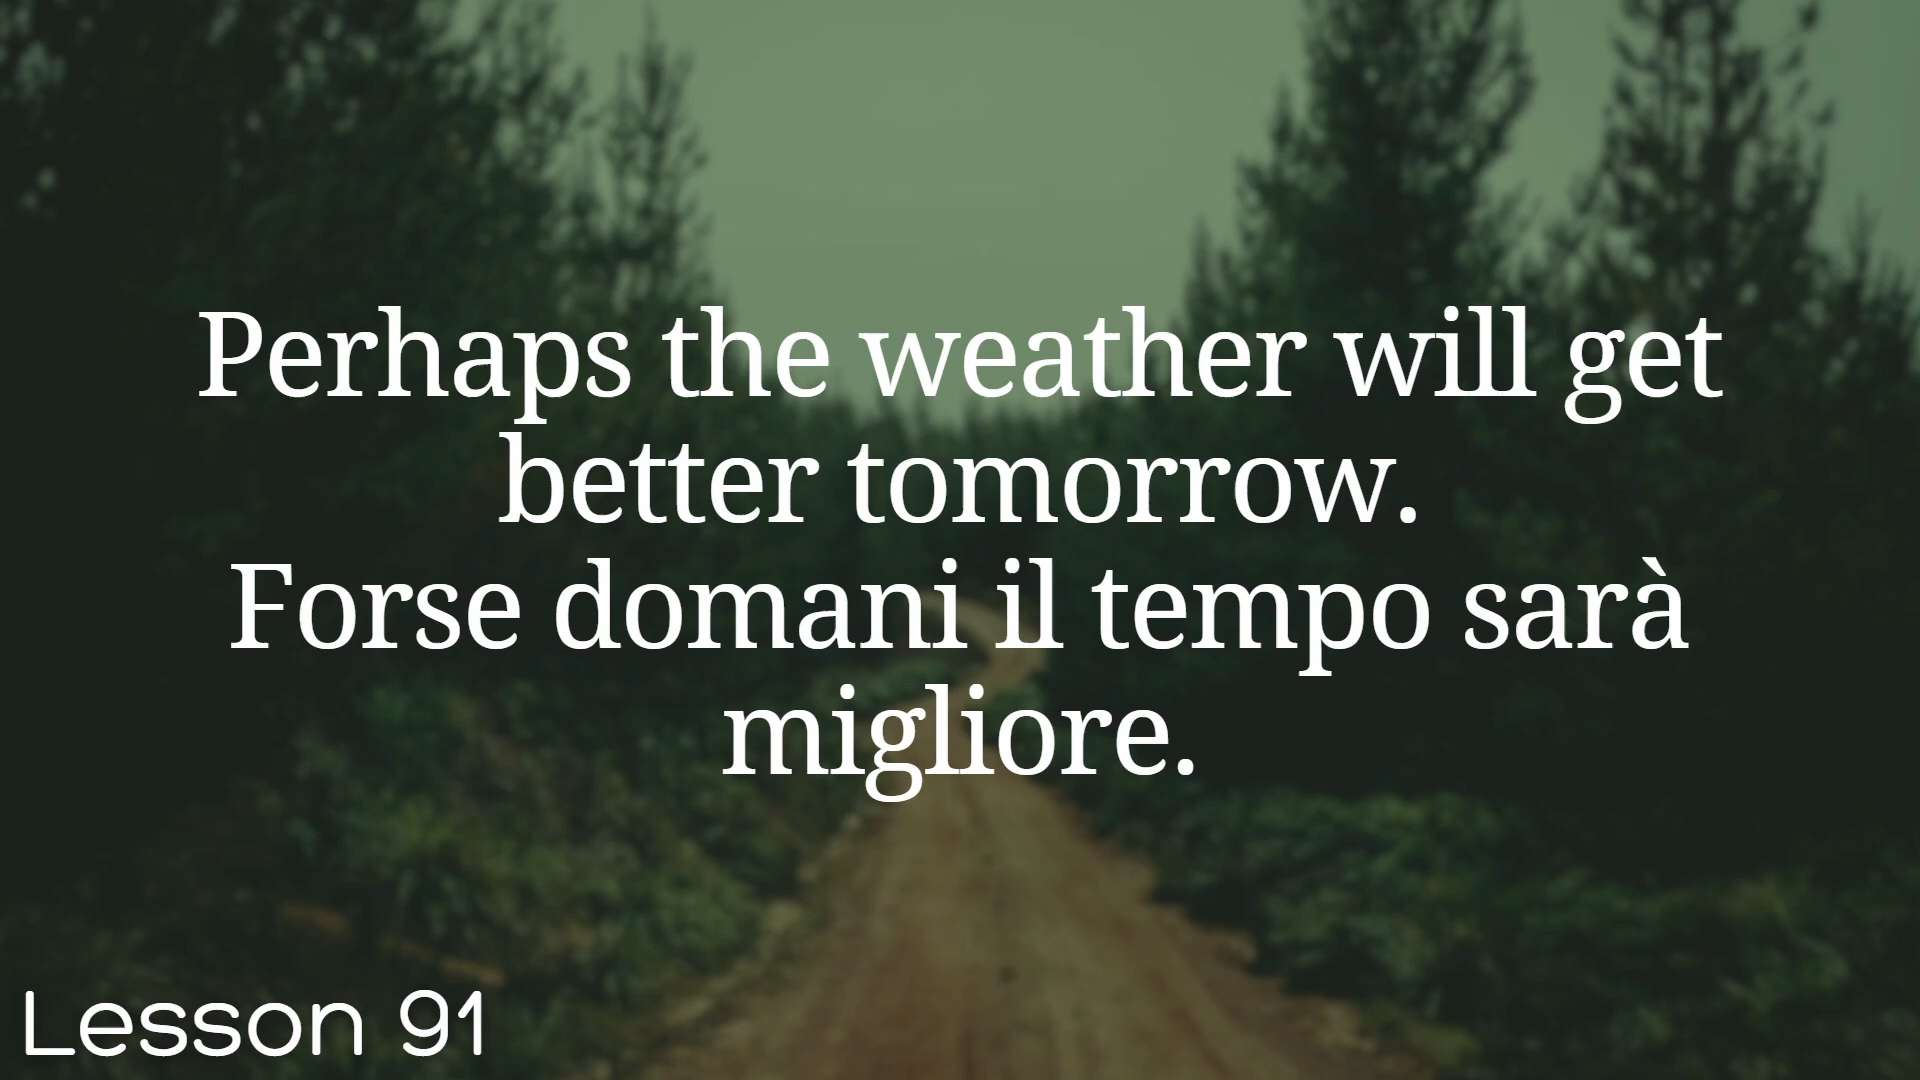 Perhaps the weather will get
better tomorrow.
Forse domani il tempo sarà
migliore.
Lesson 91